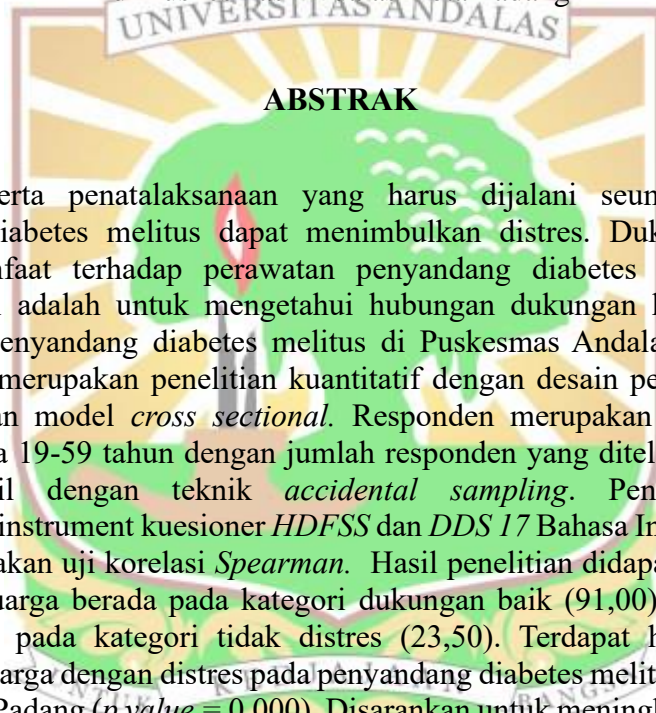 UNIVERSITAS ANDALAS
ABSTRAK
erta penatalaksanaan yang harus dijalani seun
iabetes melitus dapat menimbulkan distres. Duk
nfaat terhadap perawatan penyandang diabetes
adalah untuk mengetahui hubungan dukungan
enyandang diabetes melitus di Puskesmas Andala
merupakan penelitian kuantitatif dengan desain pe
an model cross sectional. Responden merupakan
a 19-59 tahun dengan jumlah responden yang ditel
il dengan teknik accidental sampling. Pen
instrument kuesioner HDFSS dan DDS 17 Bahasa In
akan uji korelasi Spearman. Hasil penelitian didapa
uarga berada pada kategori dukungan baik (91,00)
pada kategori tidak distres (23,50). Terdapat h
arga dengan distres pada penyandang diabetes melit
Padang (p value = 0,000). Disarankan untuk meningl